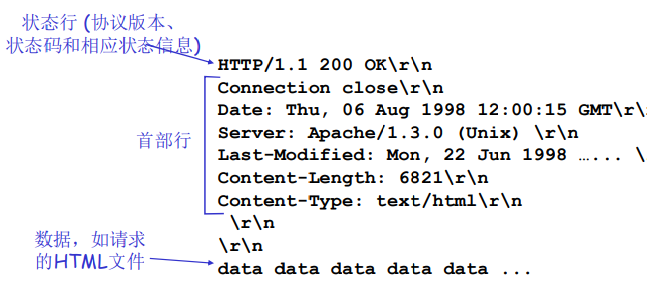 状态行 (协议版本、
状态码和相应状态信息)
HTTP/1.1 200 OK\r\n
Connection close\r\n
Date: Thu, 06 Aug 1998 12:00:15 GMT\r\
Server: Apache/1.3.0 (Unix) \r\n
Last-Modified: Mon, 22 Jun 1998 …... \
Content-Length: 6821\r\n
Content-Type: text/html\r\n
\r\n
\r\n
data data data data data ...
首部行
数据，如请求
的HTML文件